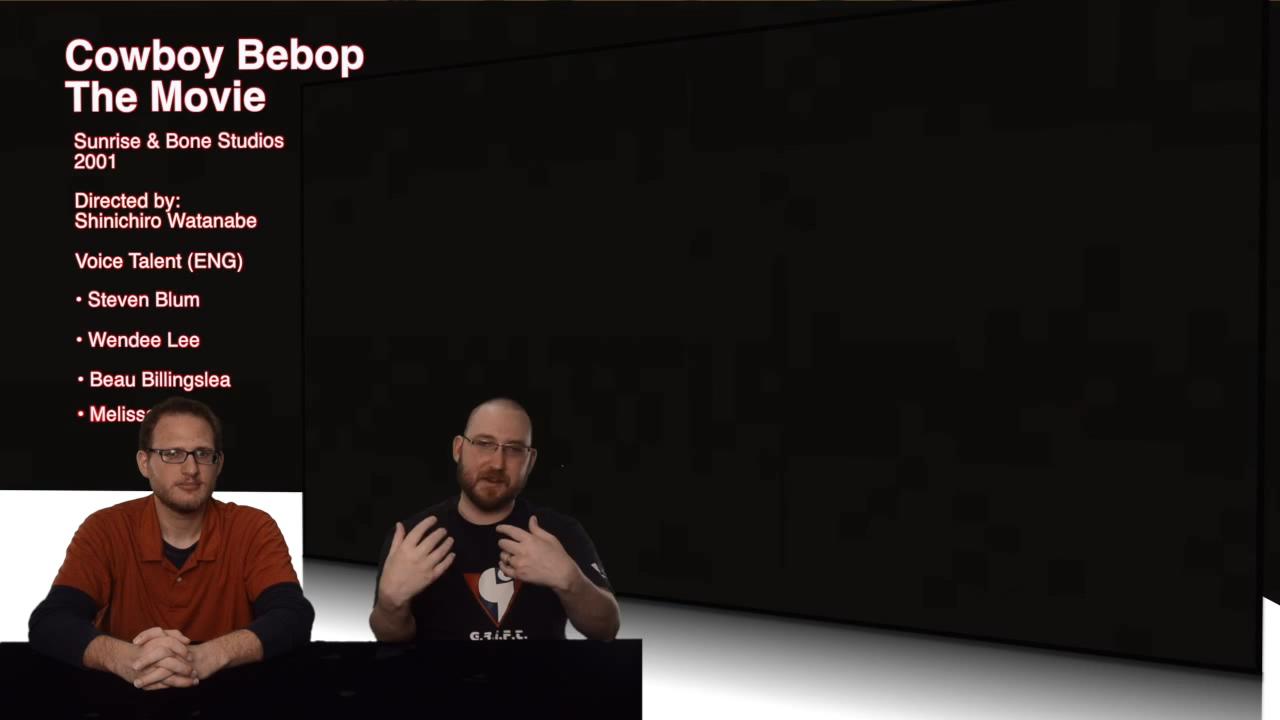 Cowboy Bebop
The Movie
Sunrise & Bone Studios
2001
Directed by:
Shinichiro Watanabe
Voice Talent (ENG)
• Steven Blum
• Wendee Lee
• Beau Billingslea
• Meliss
G.R.I.F.T.